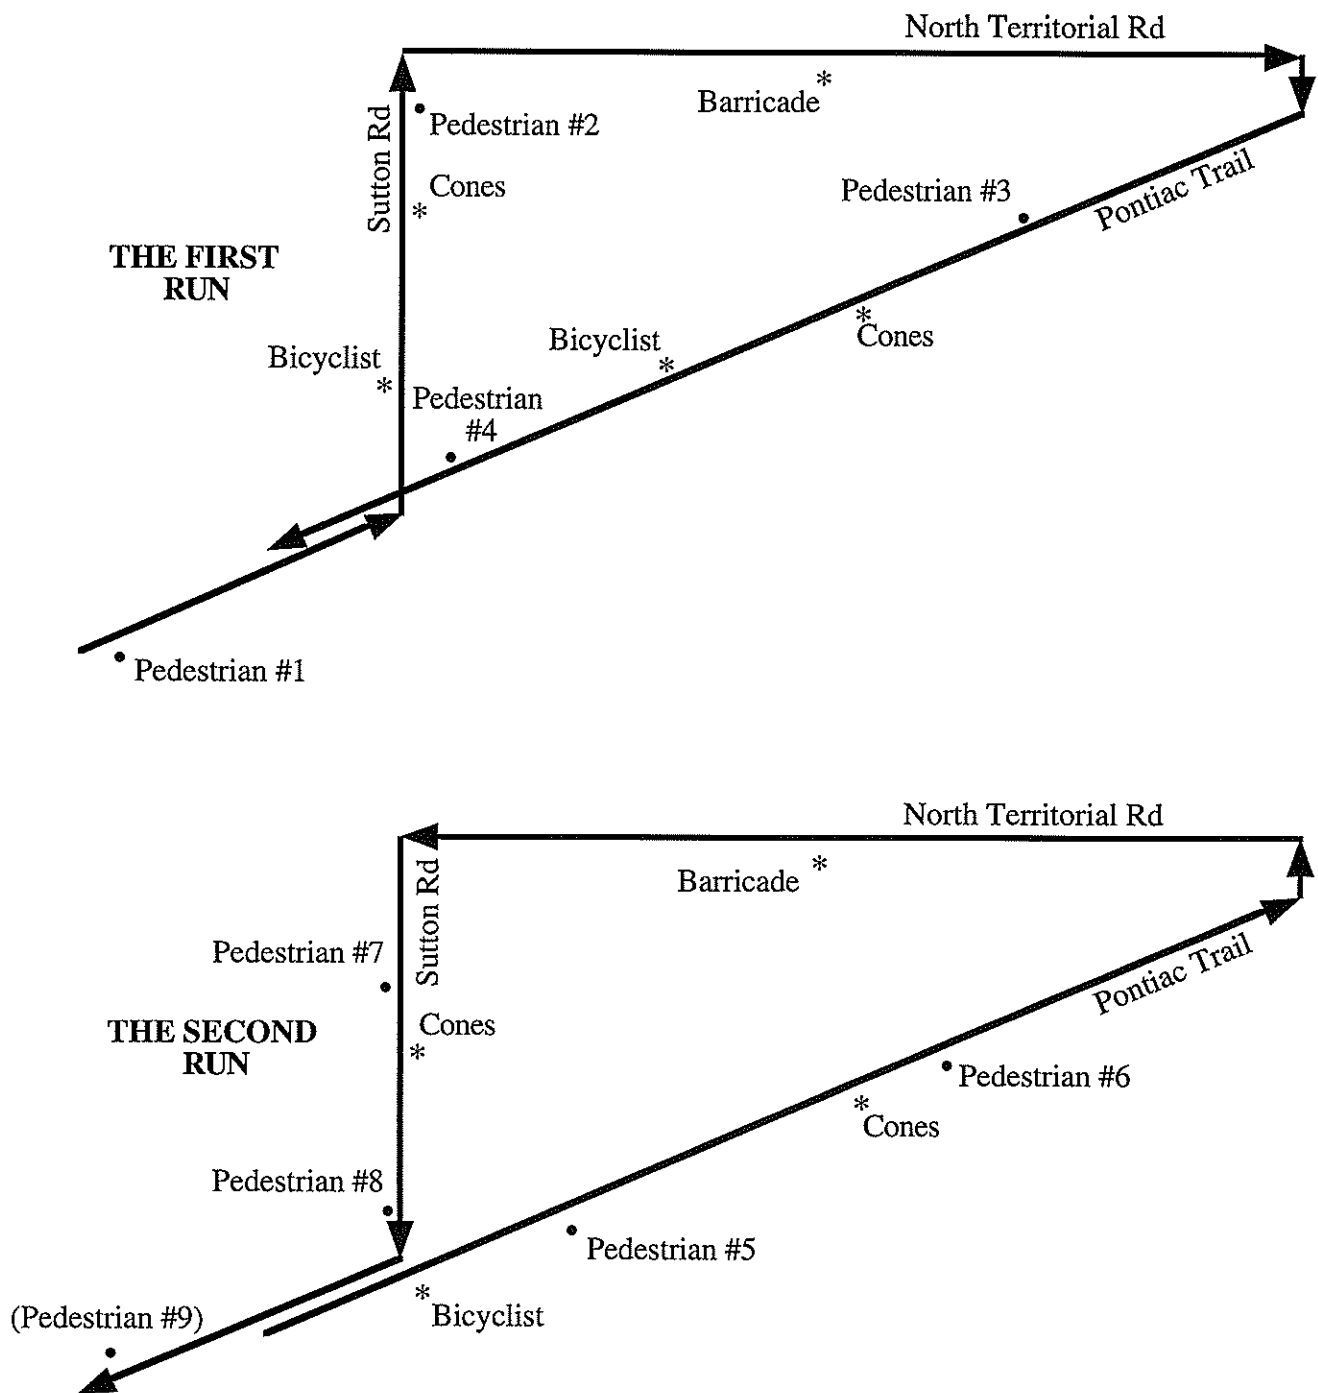 North Territorial Rd
Barricade*
Sutton Rd
Pedestrian #2
Cones
*
Pedestrian #3
Pontiac Trail
THE FIRST
RUN
*
Cones
Bicyclist
*
Bicyclist
*
Pedestrian
#4
Pedestrian #1
North Territorial Rd
Barricade *
Sutton Rd
Pedestrian #7
Pontiac Trail
THE SECOND
RUN
Cones
*
Pedestrian #6
*
Cones
Pedestrian #8
Pedestrian #5
*
Bicyclist
(Pedestrian #9)